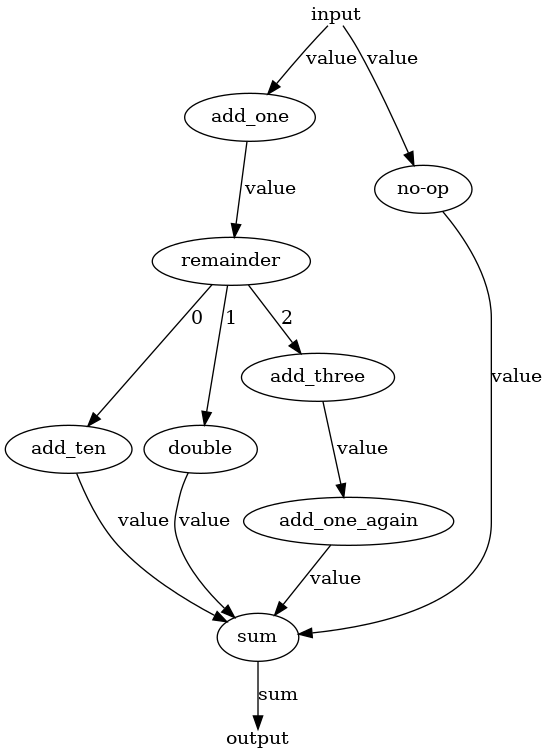 input
value
value
add_one
value
no-op
remainder
0
1
2
add_three
value
value
add_ten
double
value
value
add_one_again
value
sum
sum
output